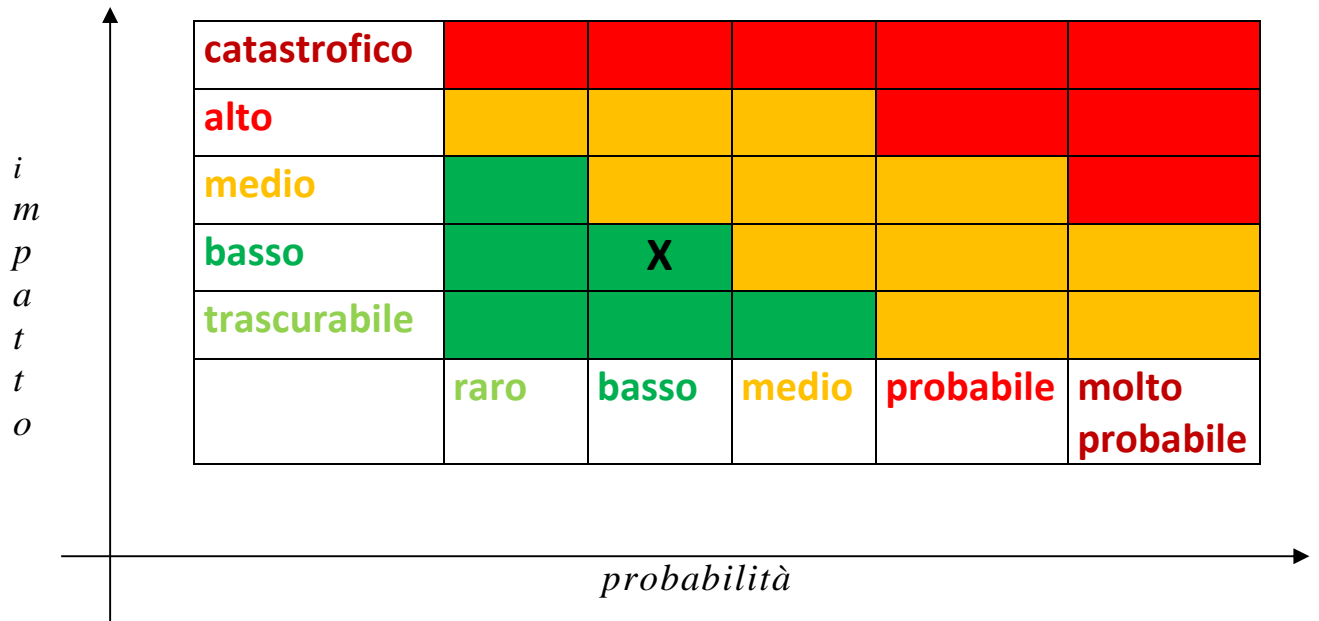 catastrofico
alto
medio
basso X
trascurabile
raro basso medio probabile molto
probabile
i
m
p
a
t
t
o
probabilità